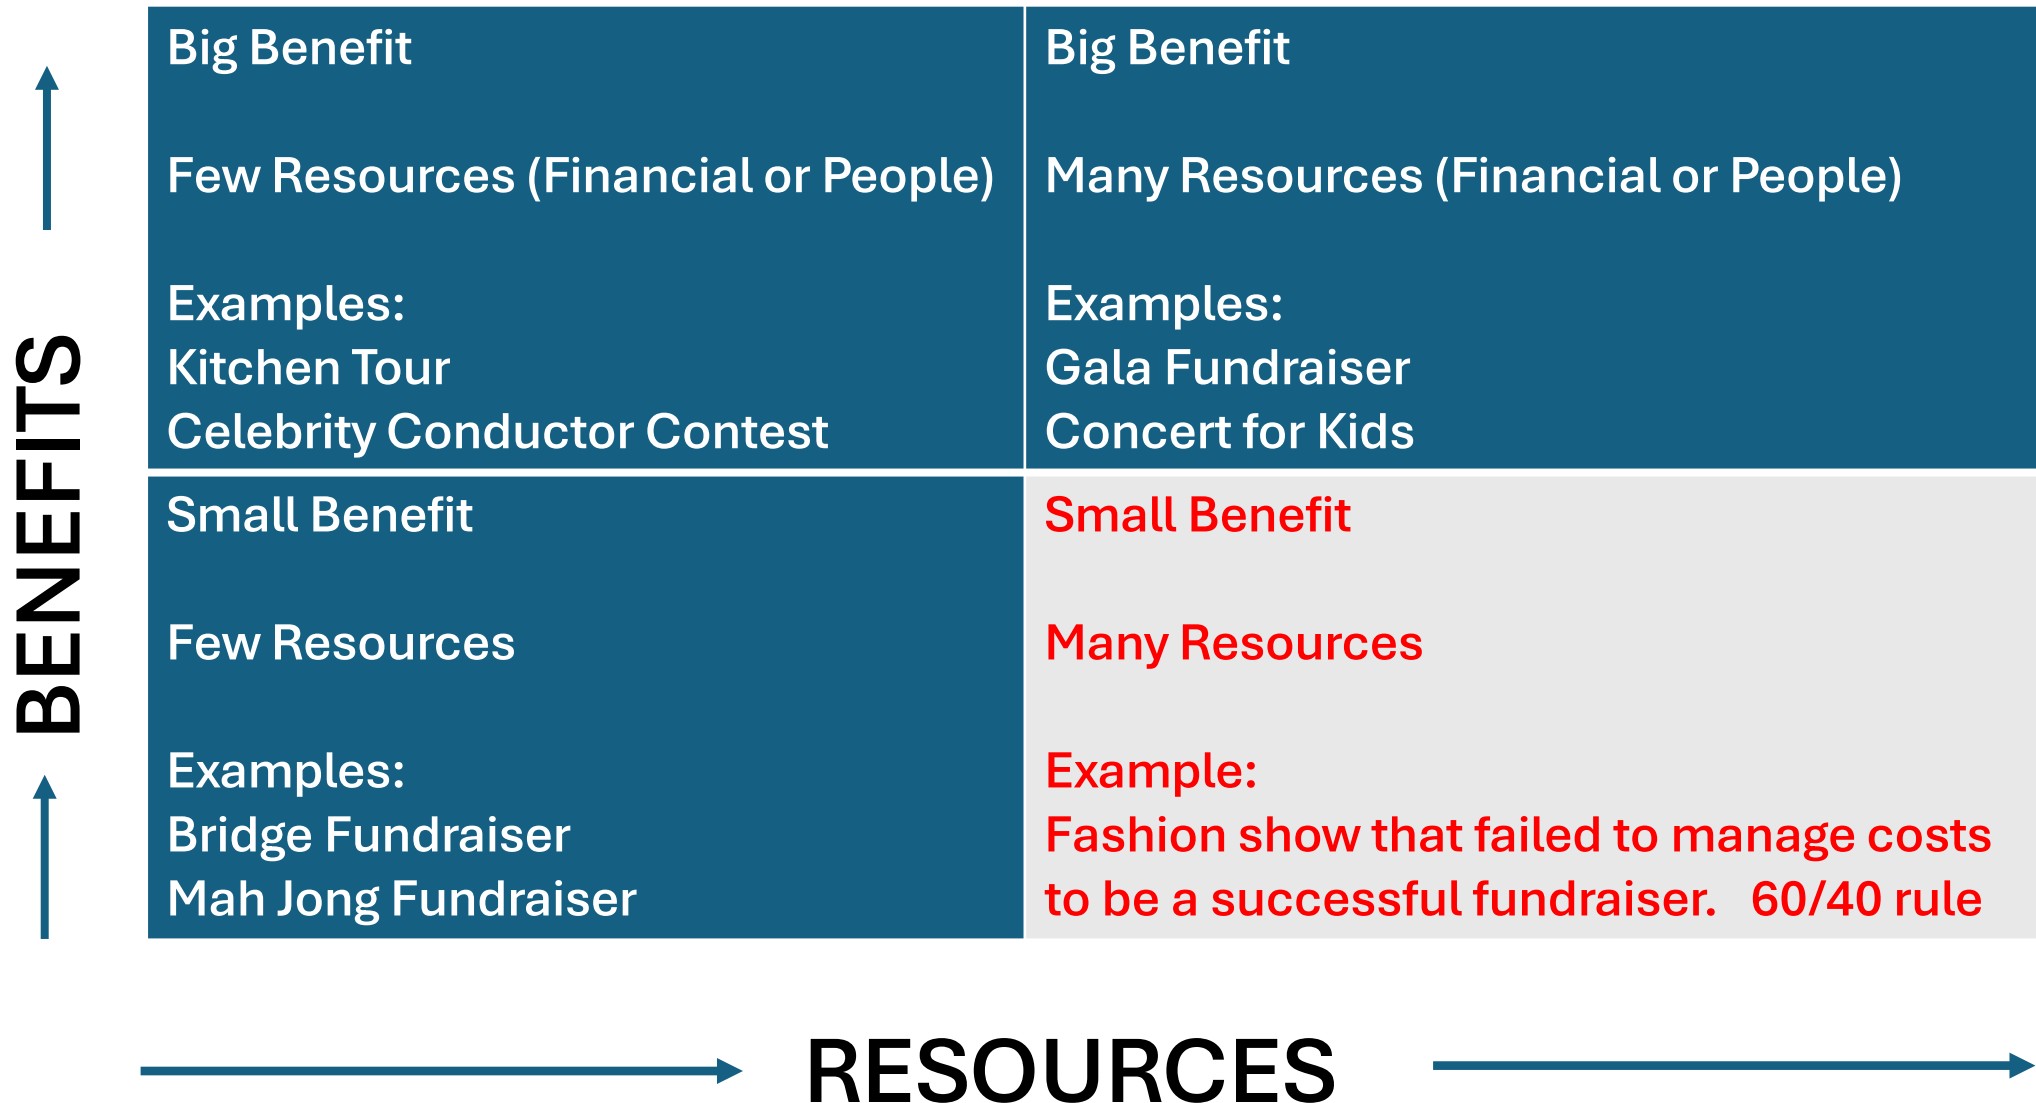 Big Benefit
Few Resources (Financial or People)
Examples:
Kitchen Tour
Celebrity Conductor Contest
Big Benefit
Many Resources (Financial or People)
Examples:
Gala Fundraiser
Concert for Kids
BENEFITS
Small Benefit
Few Resources
Examples:
Bridge Fundraiser
Mah Jong Fundraiser
Small Benefit
Many Resources
Example:
Fashion show that failed to manage costs
to be a successful fundraiser.   60/40 rule
RESOURCES